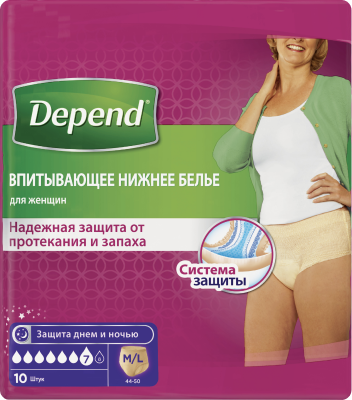 Depend®
ВПИТЫВАЮЩЕЕ НИЖНЕЕ БЕЛЬЕ
для женщин
Надежная защита от
протекания и запаха
Система
защиты
Защита днем и ночью
7 8
M/L
10 Штук
44-50